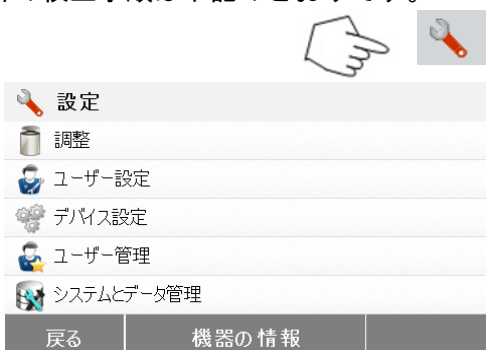 設定
調整
ユーザー設定
デバイス設定
ユーザー管理
システムとデータ管理
戻る 機器の情報